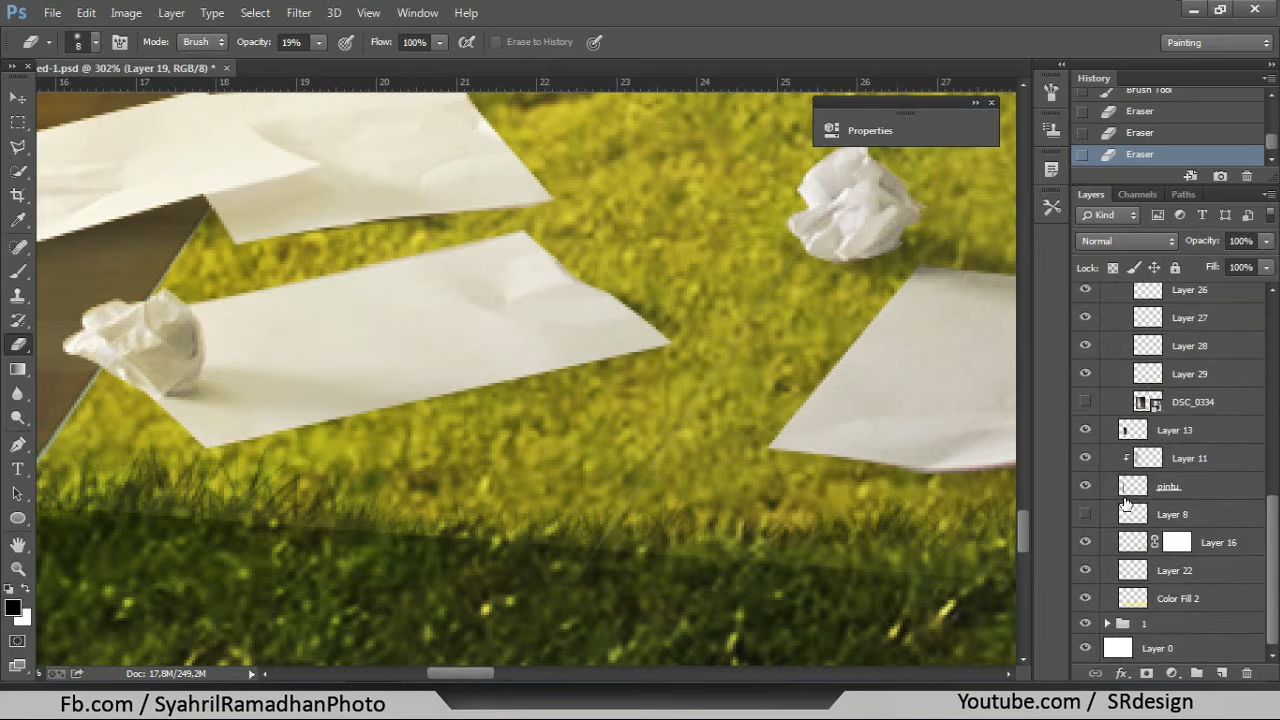 Ps File Edit Image Layer Type Select Filter 3D View Window Help
8 Mode: Brush Opacity: 19% Flow: 100% Erase to History Painting
ed-1.psd @ 302% (Layer 19, RGB/8) * ×
16 17 18 19 20 21 22 23 24 25 26 27
Properties
History
Brush Tool
Eraser
Eraser
Eraser
Layers Channels Paths
Kind
Normal Opacity: 100%
Lock: Fill: 100%
Layer 26
Layer 27
Layer 28
Layer 29
DSC_0334
Layer 13
Layer 11
pintu
Layer 8
Layer 16
Layer 22
Color Fill 2
1
Layer 0
Doc: 17,8M/249,2M
Fb.com / SyahrilRamadhanPhoto
Youtube.com / SRdesign